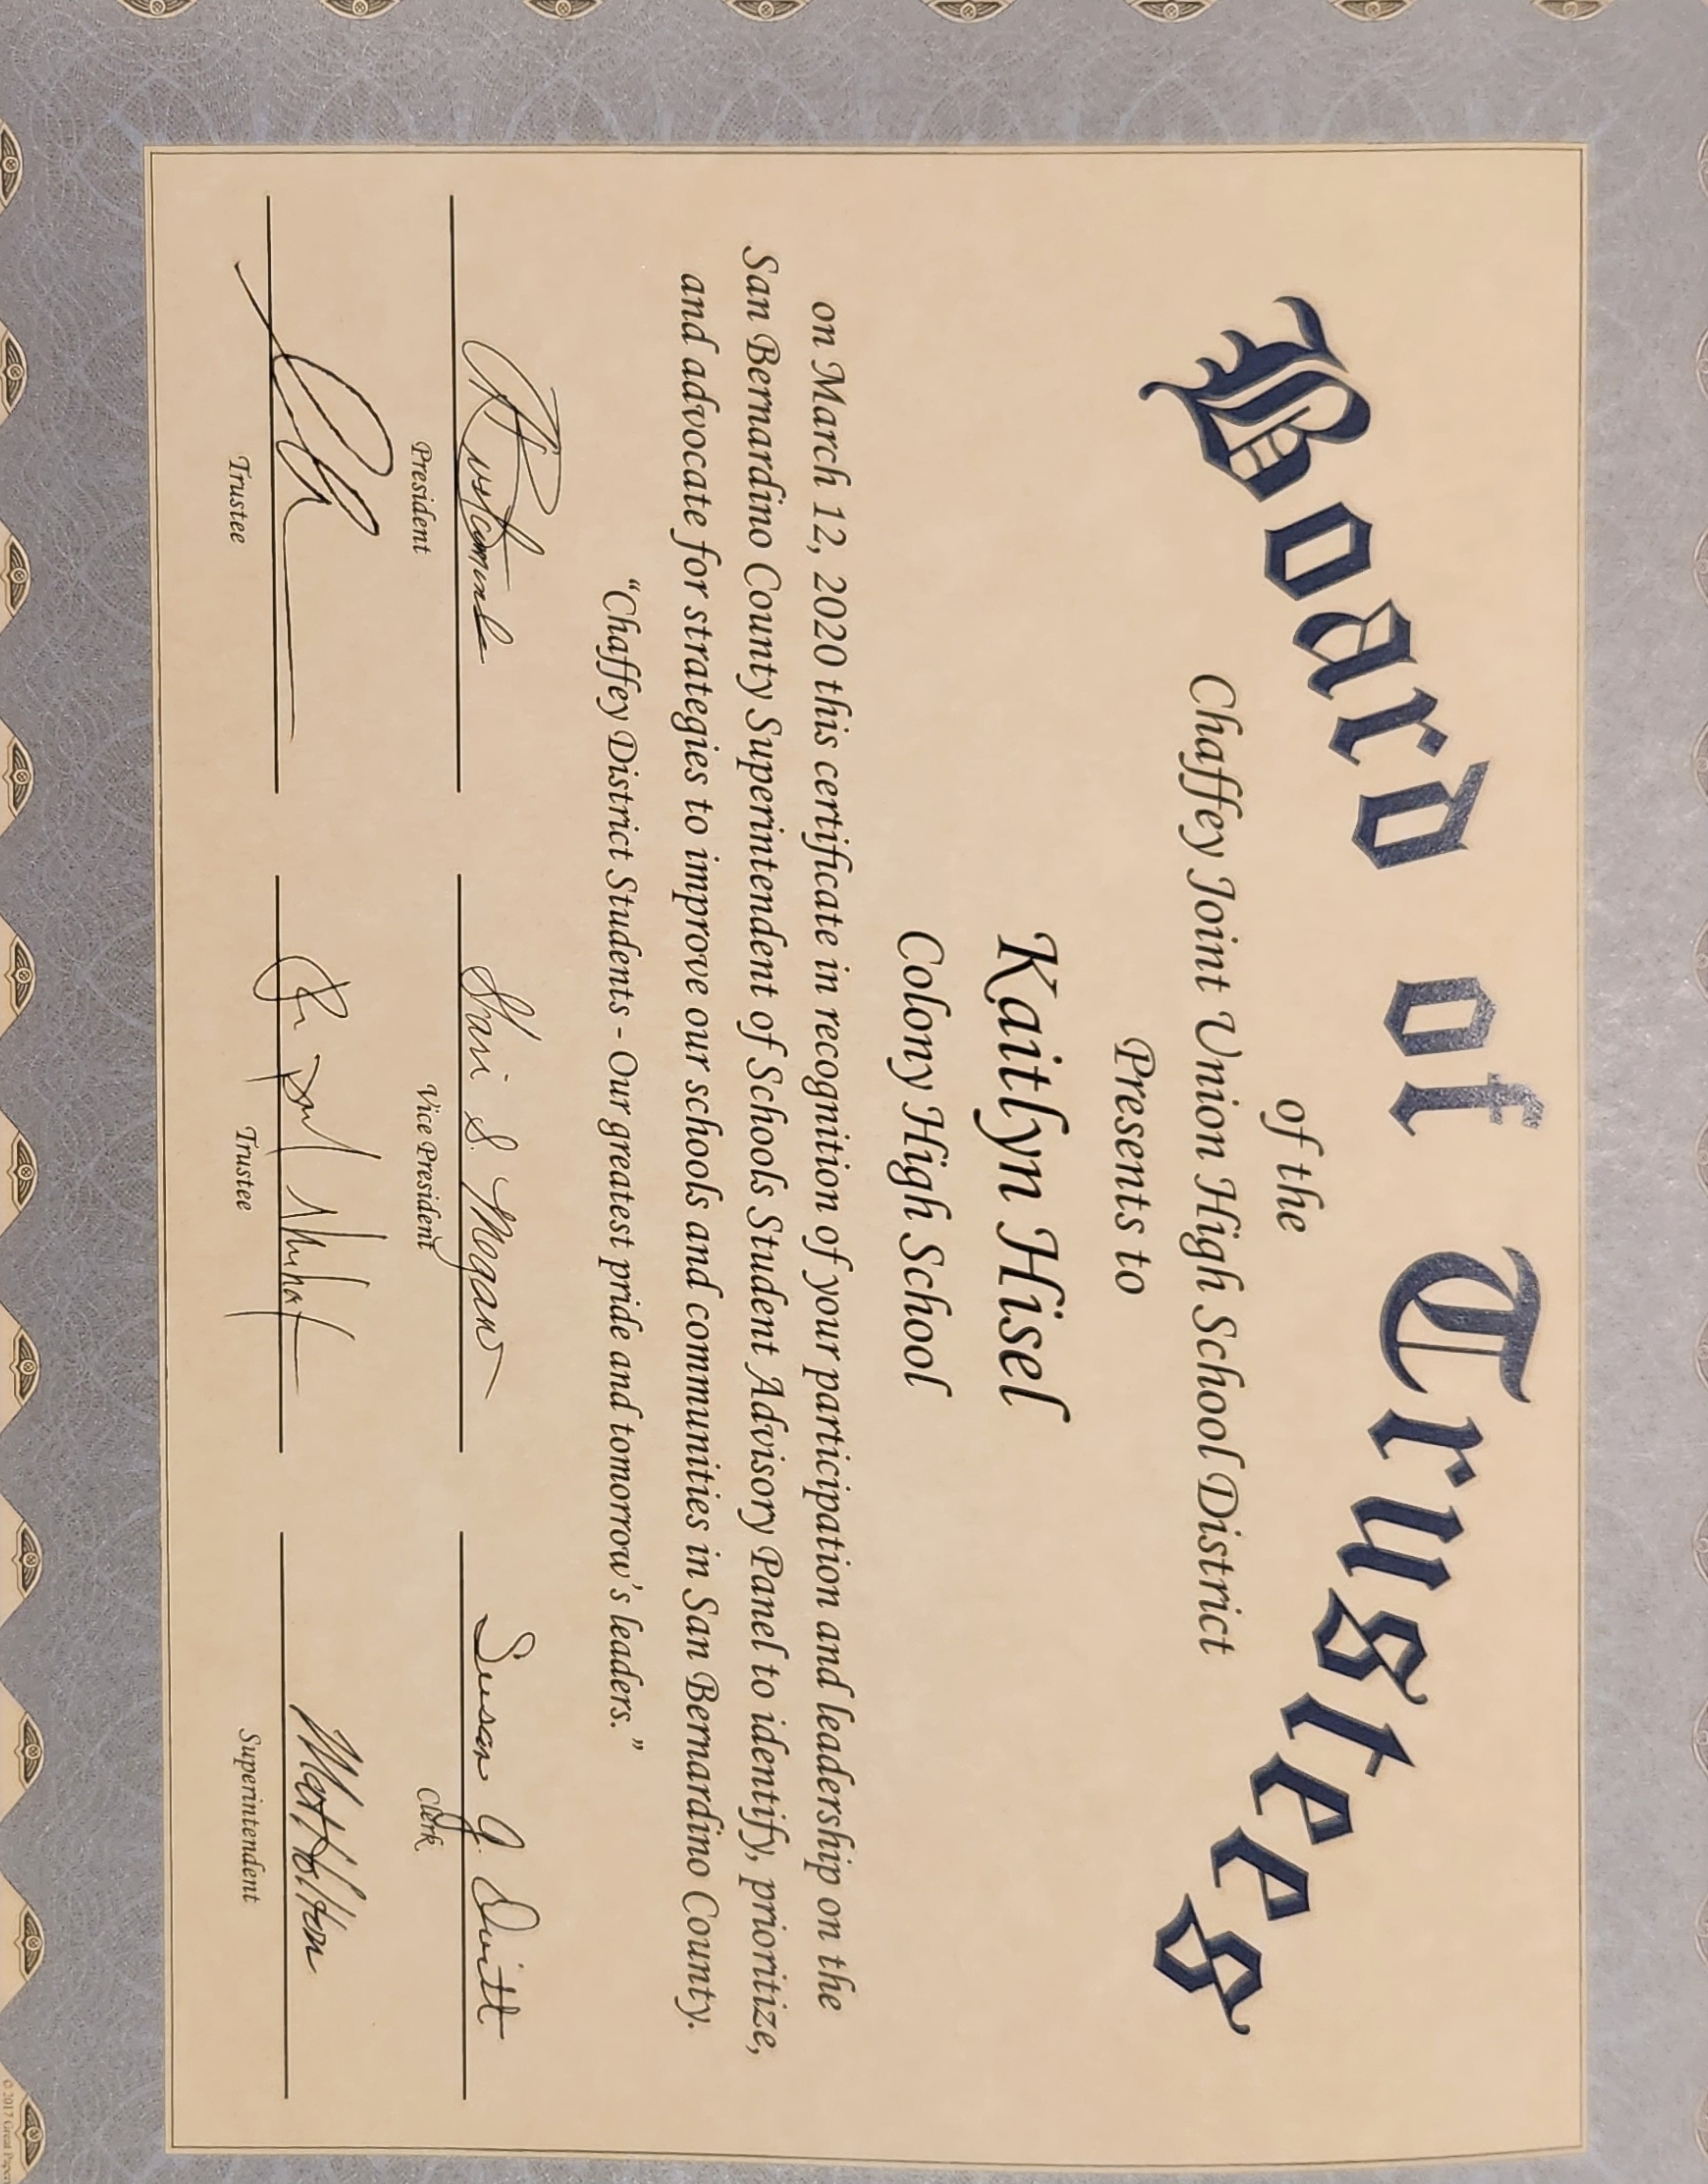 Board of Trustees
of the
Chaffey Joint Union High School District
Presents to
Kaitlyn Hisel
Colony High School
on March 12, 2020 this certificate in recognition of your participation and leadership on the
San Bernardino County Superintendent of Schools Student Advisory Panel to identify, prioritize,
and advocate for strategies to improve our schools and communities in San Bernardino County.
“Chaffey District Students - Our greatest pride and tomorrow’s leaders.”
Shari S. Megaw
Susan J. Dutt
President
Vice President
Clerk
Mat Holton
Trustee
Trustee
Superintendent
© 2017 Great Papers